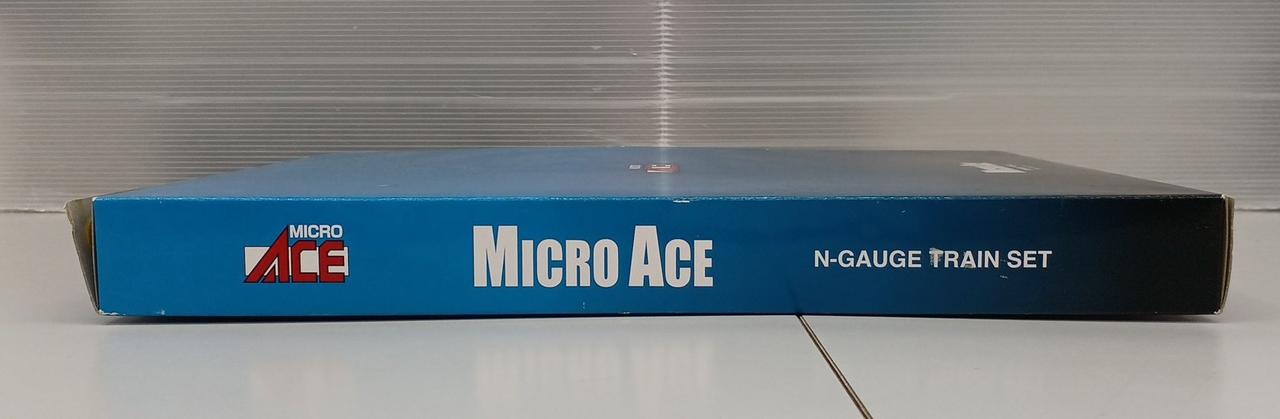 MICRO
ACE
MICRO ACE
N-GAUGE TRAIN SET